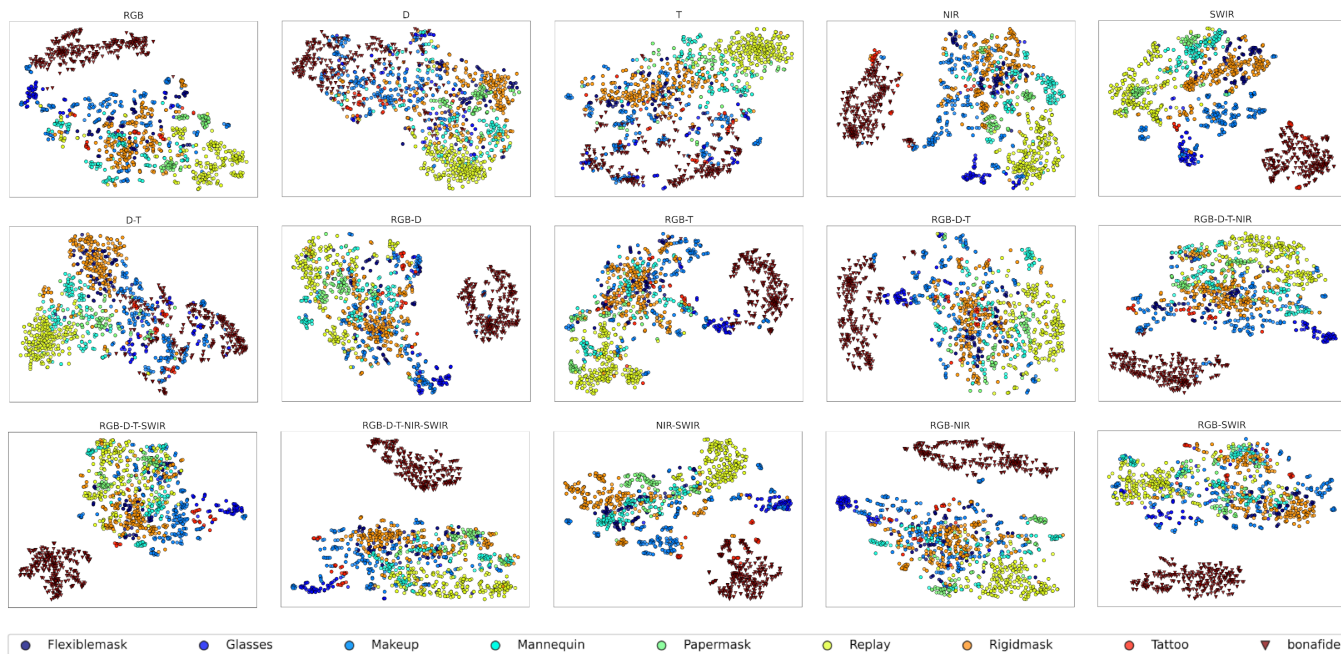 RGB
D
T
NIR
SWIR
D-T
RGB-D
RGB-T
RGB-D-T
RGB-D-T-NIR
RGB-D-T-SWIR
RGB-D-T-NIR-SWIR
NIR-SWIR
RGB-NIR
RGB-SWIR
Flexiblemask Glasses Makeup Mannequin Papermask Replay Rigidmask Tattoo bonafide